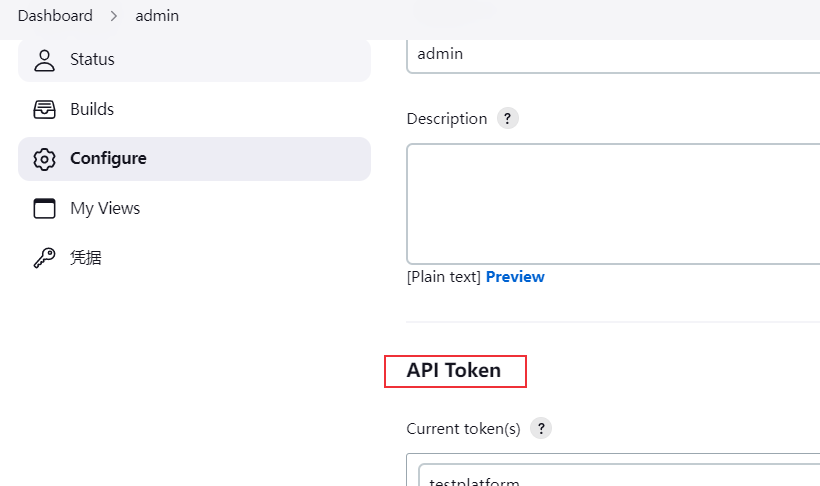 Dashboard > admin
Status
Builds
Configure
My Views
凭据
admin
Description ?
[Plain text] Preview
API Token
Current token(s) ?
testplatform